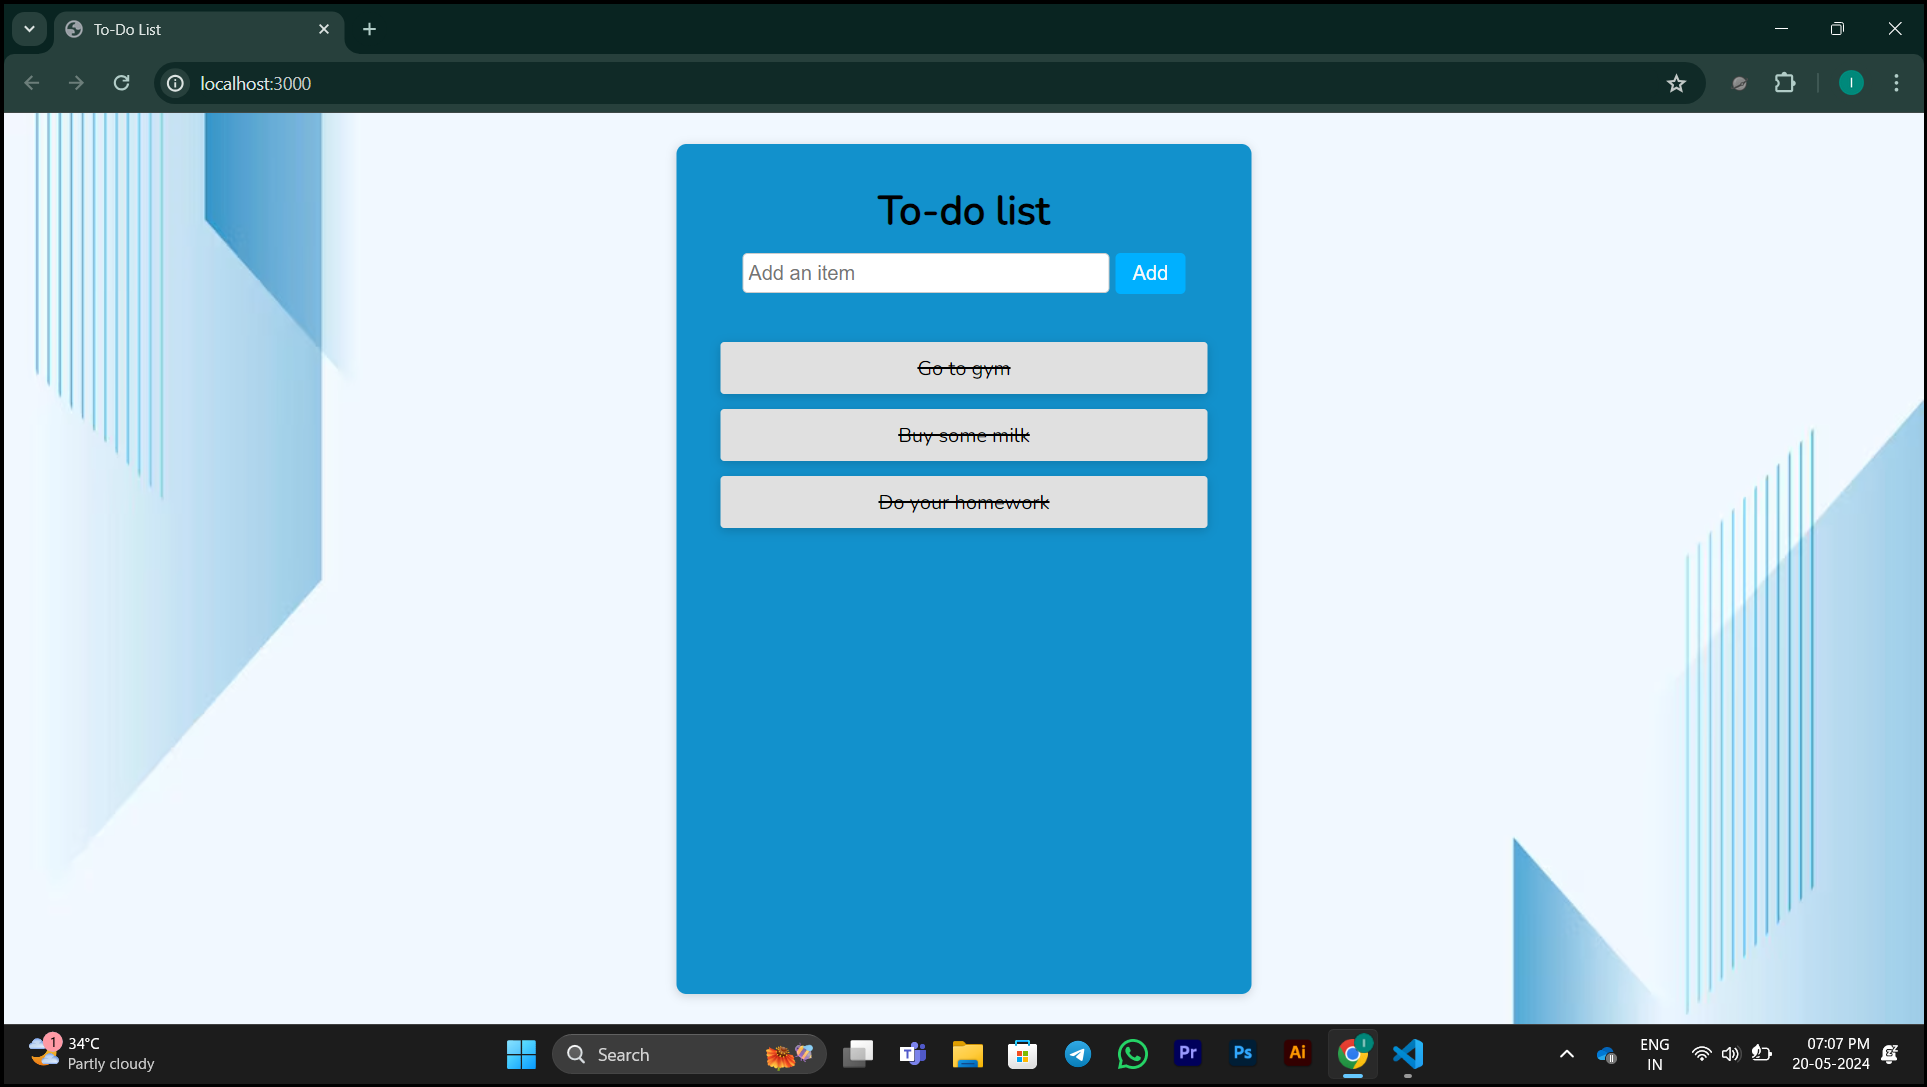 To-Do List
localhost:3000
I
To-do list
Add an item
Add
Go to gym
Buy some milk
Do your homework
1
34°C
Partly cloudy
Search
T
Pr
Ps
Ai
I
ENG
IN
07:07 PM
20-05-2024